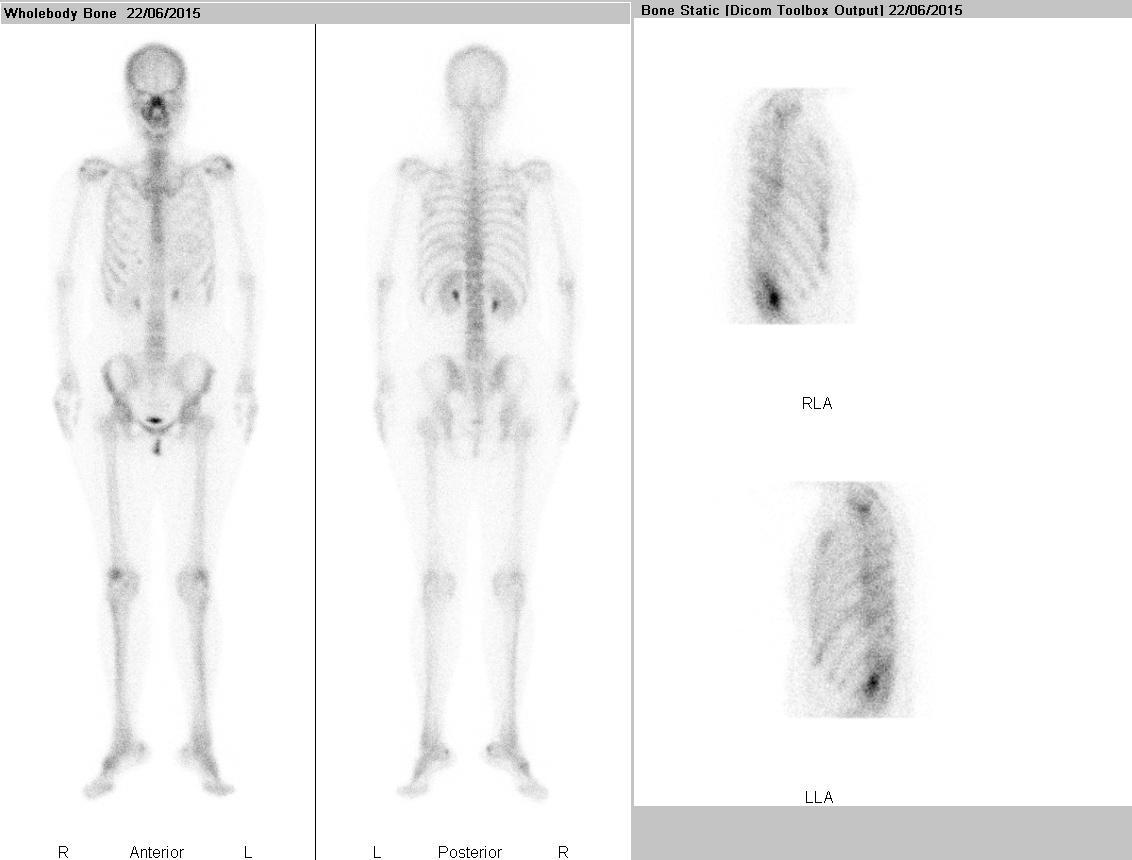 Wholebody Bone 22/06/2015
Bone Static [Dicom Toolbox Output] 22/06/2015
RLA
LLA
R Anterior L
L Posterior R